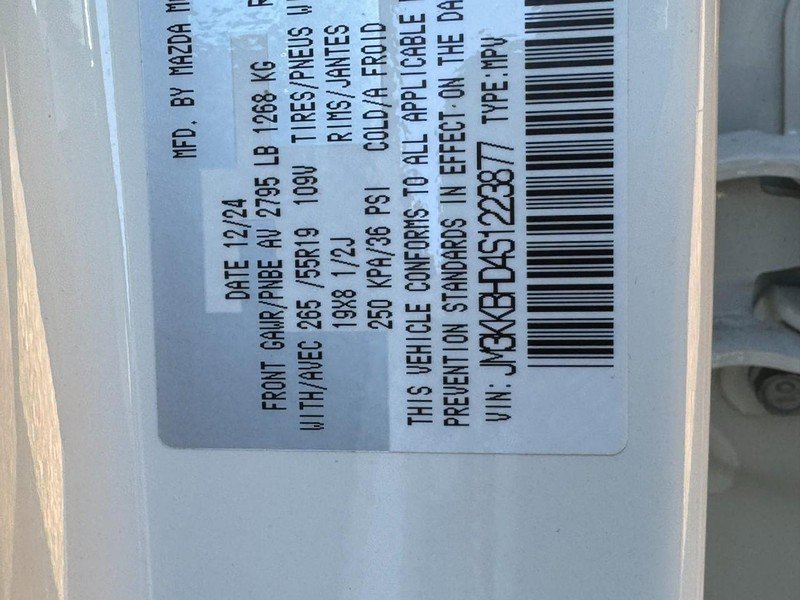 MFD. BY MAZDA
DATE 12/24
FRONT GAWR/PNBE AV 2795 LB 1268 KG
WITH/AVEC 265 /55R19 109V TIRES/PNEUS
19X8 1/2J RIMS/JANTES
250 KPA/36 PSI COLD/A FROID
THIS VEHICLE CONFORMS TO ALL APPLICABLE
PREVENTION STANDARDS IN EFFECT ON THE DA
VIN: JM3KKBHD4S1223877 TYPE:MPV